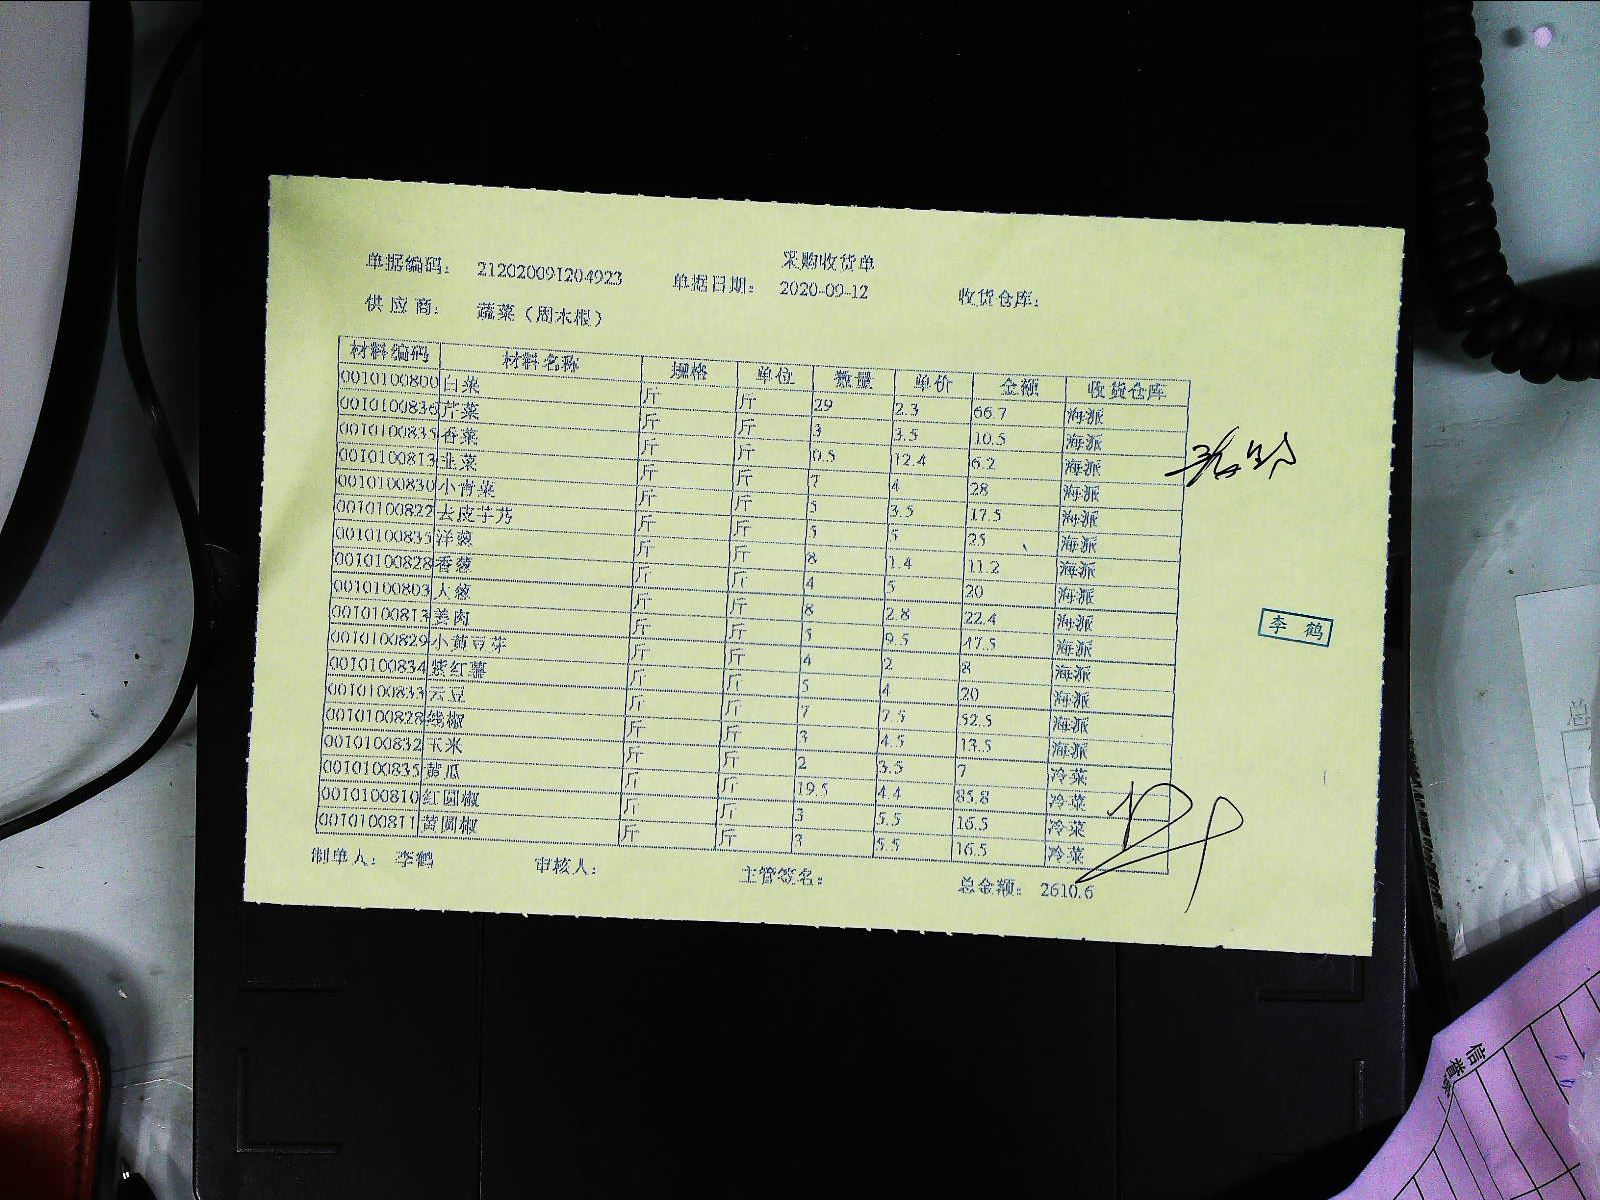 采购收货单
单据编码： 212020091204923 单据日期： 2020-09-12 收货仓库：
供应商： 蔬菜（周木根）
材料编码 材料名称 规格 单位 数量 单价 金额 收货仓库
0010100800 白菜 斤 斤 29 2.3 66.7 海派
0010100836 芹菜 斤 斤 3 3.5 10.5 海派
0010100835 香菜 斤 斤 0.5 12.4 6.2 海派
0010100813 韭菜 斤 斤 7 4 28 海派
0010100830 小青菜 斤 斤 5 3.5 17.5 海派
0010100822 去皮芋艿 斤 斤 5 5 25 海派
0010100835 洋葱 斤 斤 8 1.4 11.2 海派
0010100828 香葱 斤 斤 4 5 20 海派
0010100803 大葱 斤 斤 8 2.8 22.4 海派
0010100813 姜肉 斤 斤 5 9.5 47.5 海派
0010100829 小黄豆芽 斤 斤 4 2 8 海派
0010100834 紫红薯 斤 斤 5 4 20 海派
0010100833 云豆 斤 斤 7 7.5 52.5 海派
0010100828 线椒 斤 斤 3 4.5 13.5 海派
0010100832 玉米 斤 斤 2 3.5 7 冷菜
0010100835 黄瓜 斤 斤 19.5 4.4 85.8 冷菜
0010100810 红圆椒 斤 斤 3 5.5 16.5 冷菜
0010100811 黄圆椒 斤 斤 3 5.5 16.5 冷菜
制单人： 李鹤 审核人： 主管签名： 总金额： 2610.6
李鹤
信誉